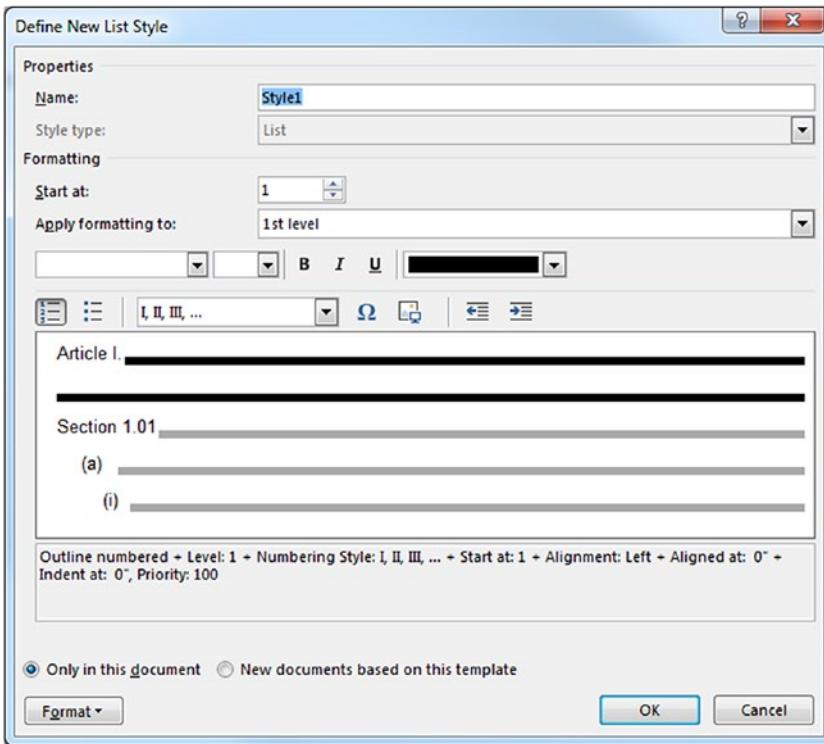 Define New List Style
Properties
Name: Style1
Style type: List
Formatting
Start at: 1
Apply formatting to: 1st level
B I U
I, II, III, ... Ω
Article I.
Section 1.01
(a)
(i)
Outline numbered + Level: 1 + Numbering Style: I, II, III, ... + Start at: 1 + Alignment: Left + Aligned at: 0" +
Indent at: 0", Priority: 100
Only in this document New documents based on this template
Format OK Cancel